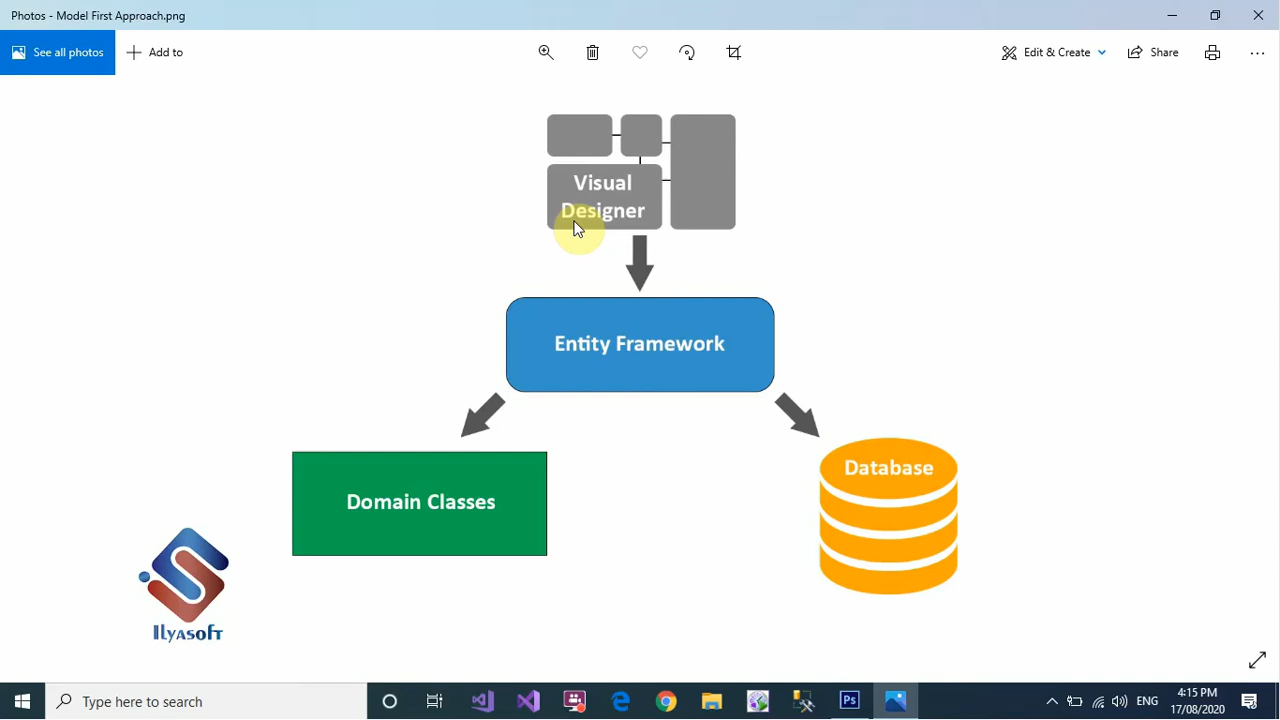 Photos - Model First Approach.png
See all photos
Add to
Edit & Create
Share
Visual
Designer
Entity Framework
Domain Classes
Database
IlyAsofT
Type here to search
Ps
ENG
4:15 PM
17/08/2020